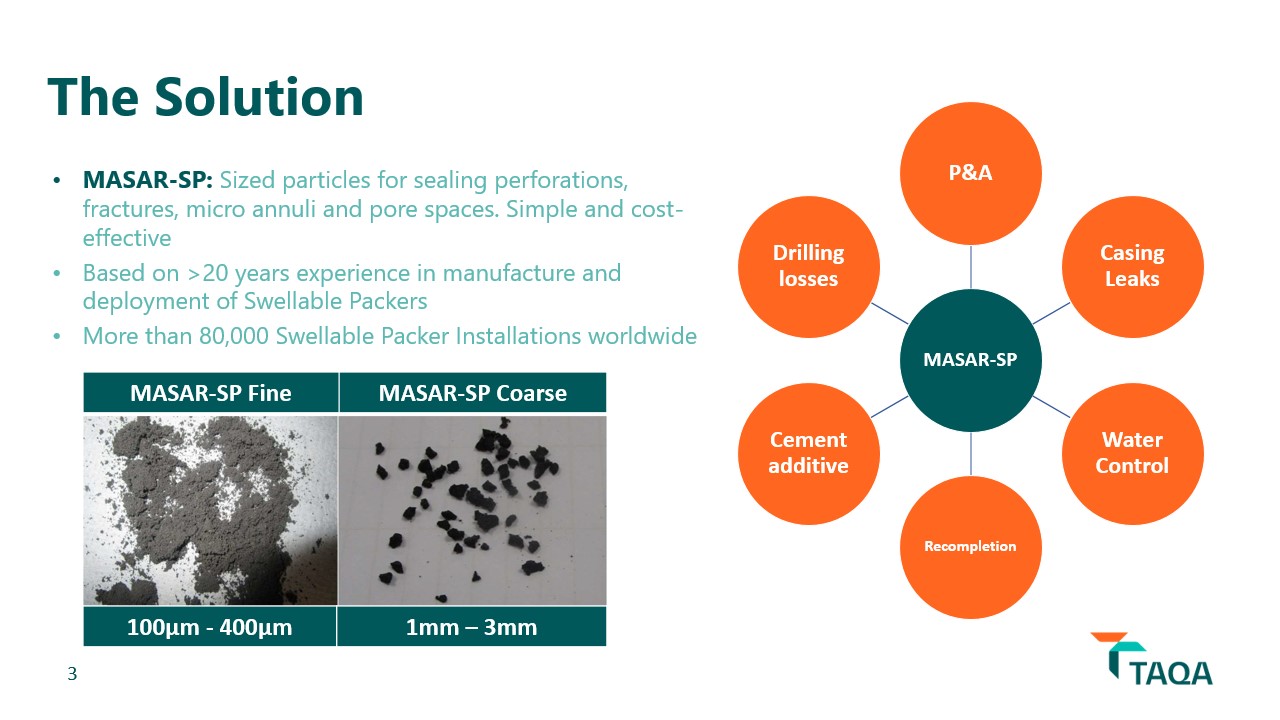 The Solution
• MASAR-SP: Sized particles for sealing perforations,
fractures, micro annuli and pore spaces. Simple and cost-
effective
• Based on >20 years experience in manufacture and
deployment of Swellable Packers
• More than 80,000 Swellable Packer Installations worldwide
MASAR-SP Fine
MASAR-SP Coarse
100µm - 400µm
1mm – 3mm
P&A
Casing
Leaks
Water
Control
Recompletion
Cement
additive
Drilling
losses
MASAR-SP
3
TAQA